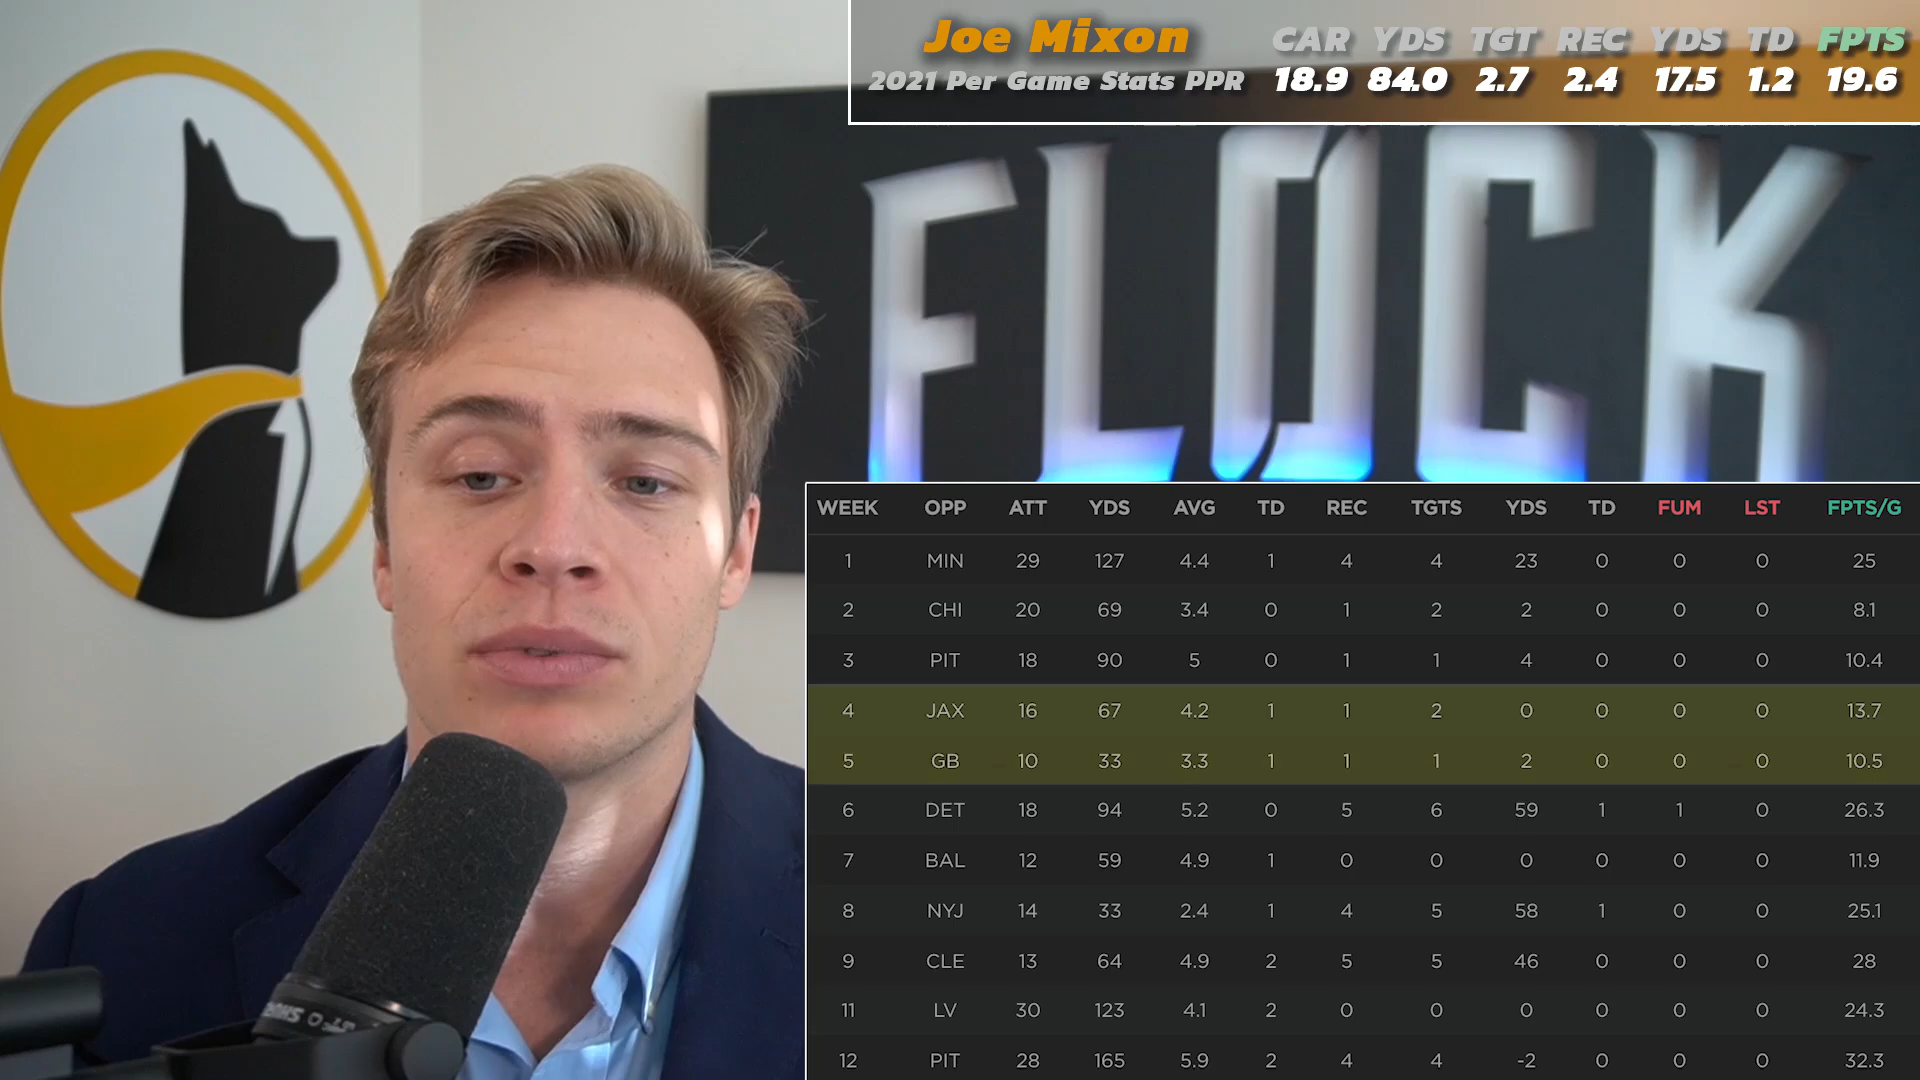 Joe Mixon CAR YDS TGT REC YDS TD FPTS
2021 Per Game Stats PPR 18.9 84.0 2.7 2.4 17.5 1.2 19.6
FLOCK
WEEK OPP ATT YDS AVG TD REC TGTS YDS TD FUM LST FPTS/G
1 MIN 29 127 4.4 1 4 4 23 0 0 0 25
2 CHI 20 69 3.4 0 1 2 2 0 0 0 8.1
3 PIT 18 90 5 0 1 1 4 0 0 0 10.4
4 JAX 16 67 4.2 1 1 2 0 0 0 0 13.7
5 GB 10 33 3.3 1 1 1 2 0 0 0 10.5
6 DET 18 94 5.2 0 5 6 59 1 1 0 26.3
7 BAL 12 59 4.9 1 0 0 0 0 0 0 11.9
8 NYJ 14 33 2.4 1 4 5 58 1 0 0 25.1
9 CLE 13 64 4.9 2 5 5 46 0 0 0 28
11 LV 30 123 4.1 2 0 0 0 0 0 0 24.3
12 PIT 28 165 5.9 2 4 4 -2 0 0 0 32.3